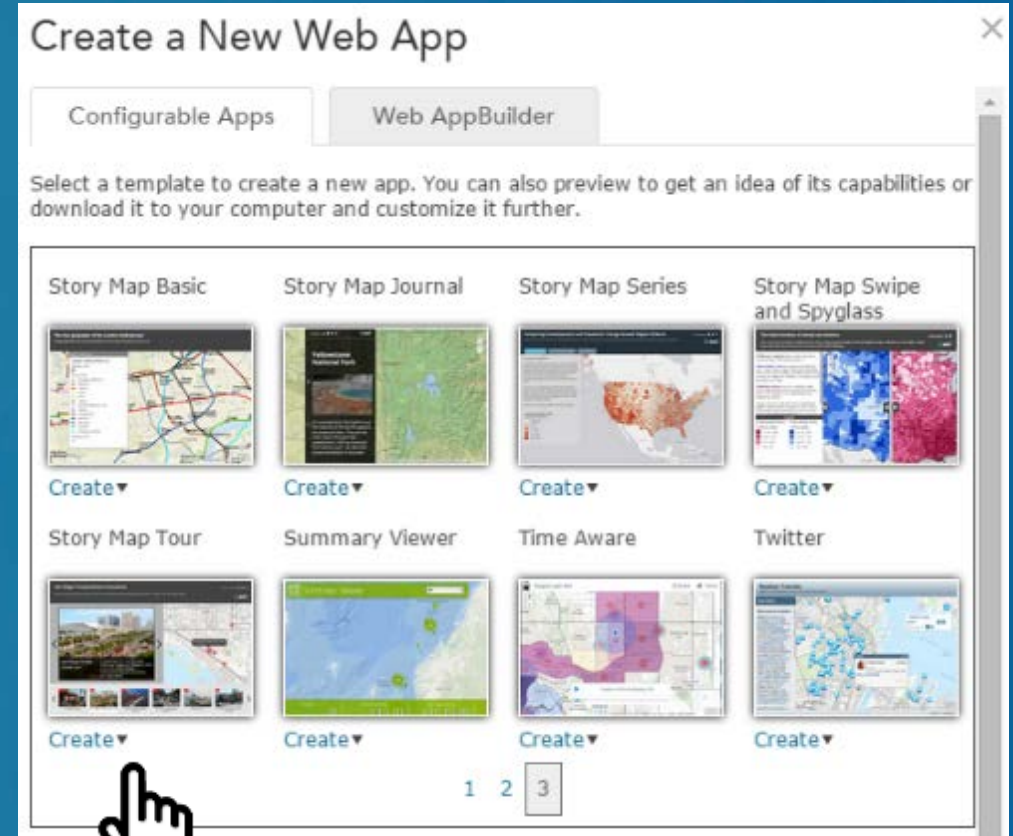 Create a New Web App
Configurable Apps
Web AppBuilder
Select a template to create a new app. You can also preview to get an idea of its capabilities or
download it to your computer and customize it further.
Story Map Basic
Story Map Journal
Story Map Series
Story Map Swipe
and Spyglass
Yellowstone
National Park
Create▾
Create▾
Create▾
Create▾
Story Map Tour
Summary Viewer
Time Aware
Twitter
Create▾
Create▾
Create▾
Create▾
1 2 3